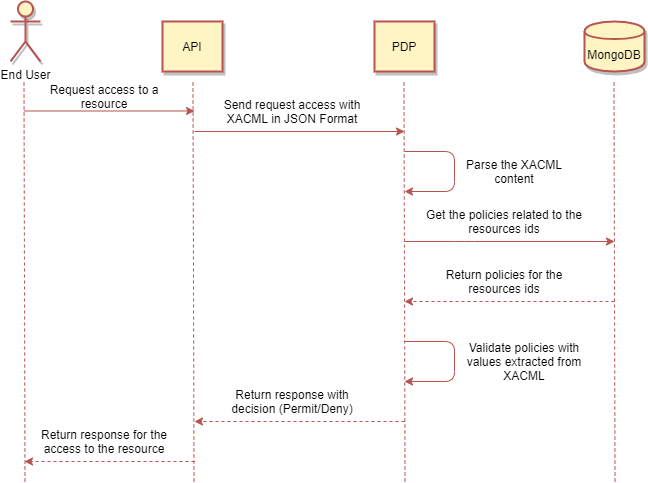 End User
API
PDP
MongoDB
Request access to a
resource
Send request access with
XACML in JSON Format
Parse the XACML
content
Get the policies related to the
resources ids
Return policies for the
resources ids
Validate policies with
values extracted from
XACML
Return response with
decision (Permit/Deny)
Return response for the
access to the resource